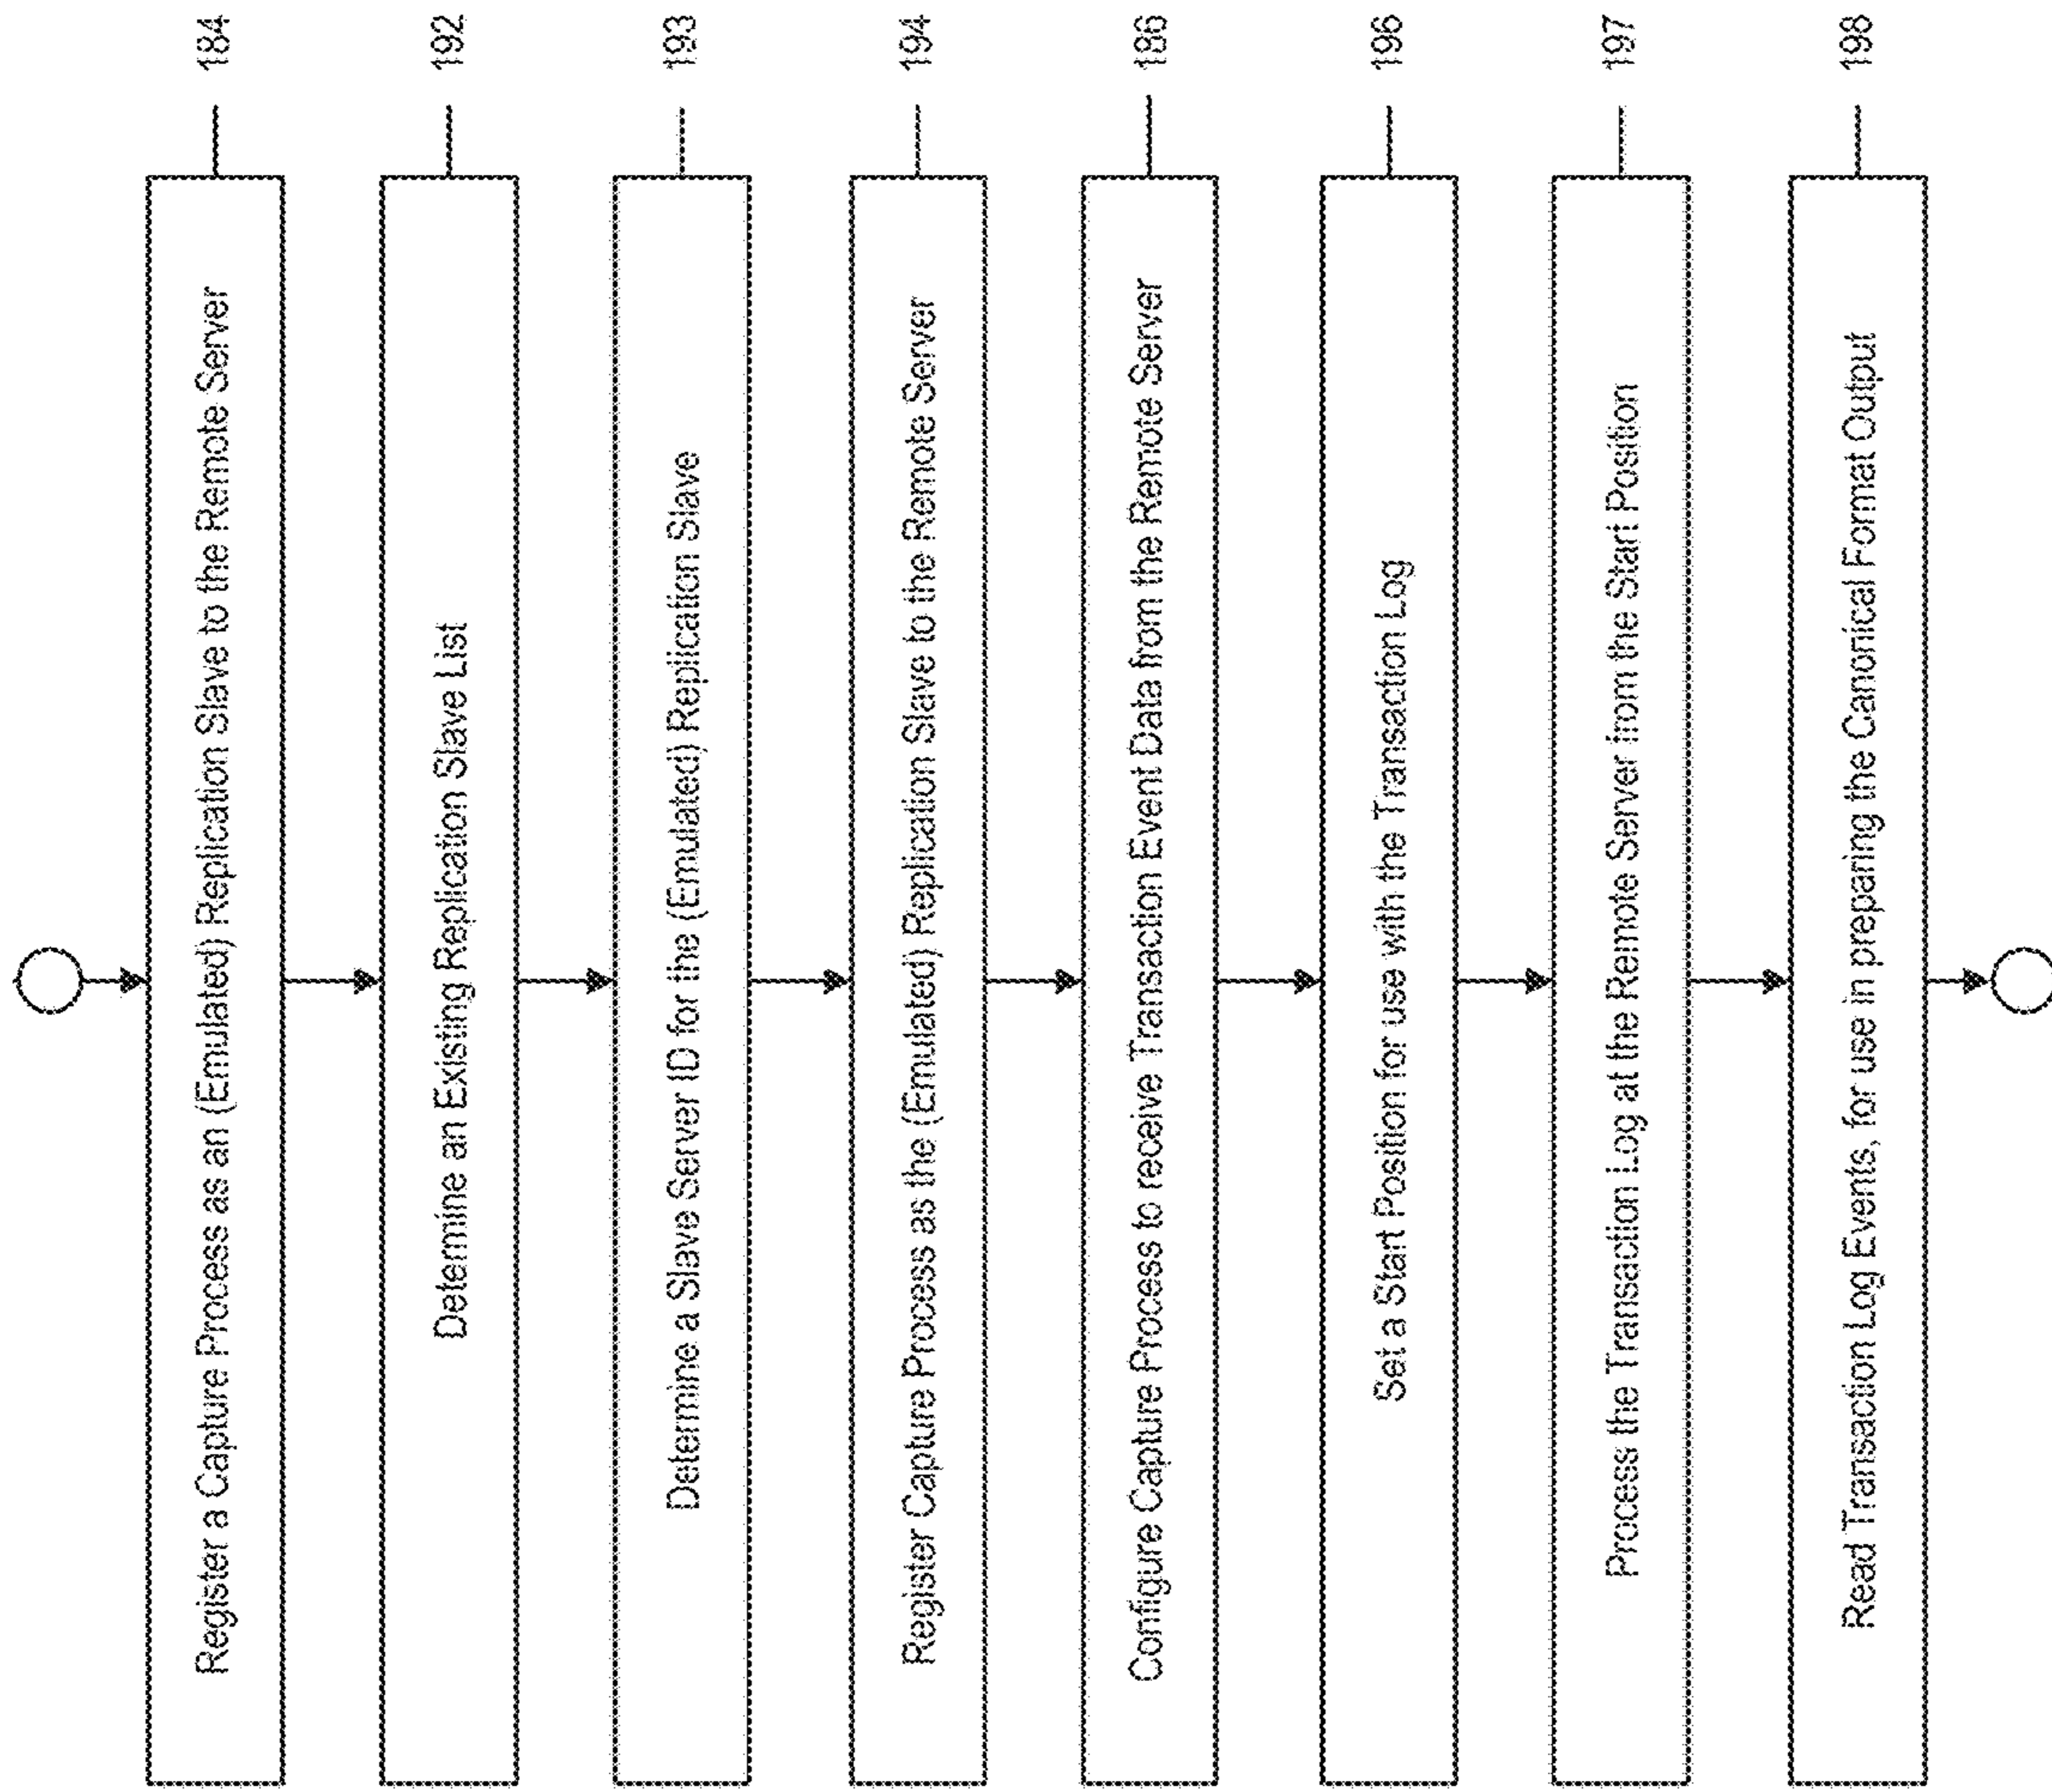 Register a Capture Process as an (Emulated) Replication Slave to the Remote Server
184
Determine an Existing Replication Slave List
192
Determine a Slave Server ID for the (Emulated) Replication Slave
193
Register Capture Process as the (Emulated) Replication Slave to the Remote Server
194
Configure Capture Process to receive Transaction Event Data from the Remote Server
186
Set a Start Position for use with the Transaction Log
196
Process the Transaction Log at the Remote Server from the Start Position
197
Read Transaction Log Events, for use in preparing the Canonical Format Output
198